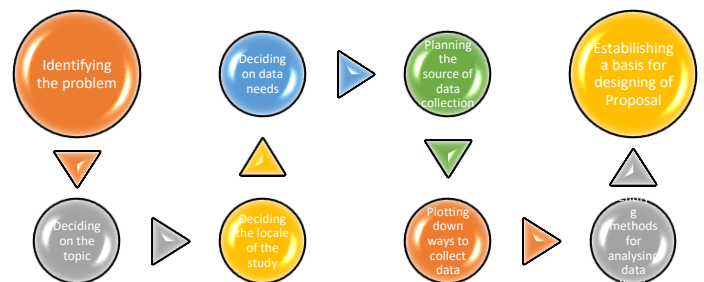 Identifying
the problem
Deciding
on the
topic
Deciding
the locale
of the
study
Deciding
on data
needs
Planning
the
source of
data
collection
Plotting
down
ways to
collect
data
g
methods
for
analysing
data
Estabilishing
a basis for
designing of
Proposal